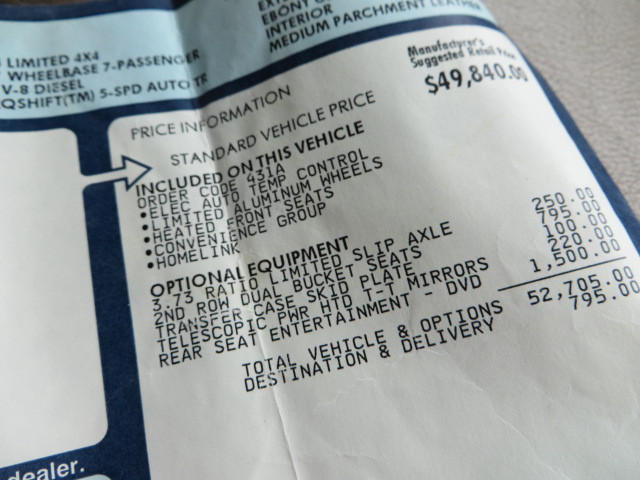 LIMITED 4X4
WHEELBASE 7-PASSENGER
V-8 DIESEL
QSHIFT(TM) 5-SPD AUTO TR
EBONY
INTERIOR
MEDIUM PARCHMENT LEATHER
Manufacturer's
Suggested Retail Price
PRICE INFORMATION
STANDARD VEHICLE PRICE $49,840.00
INCLUDED ON THIS VEHICLE
ORDER CODE 431A
•ELEC AUTO TEMP CONTROL
•LIMITED ALUMINUM WHEELS
•HEATED FRONT SEATS
•CONVENIENCE GROUP
•HOMELINK
OPTIONAL EQUIPMENT
3.73 RATIO LIMITED SLIP AXLE 250.00
2ND ROW DUAL BUCKET SEATS 795.00
TRANSFER CASE SKID PLATE 100.00
TELESCOPIC PWR HTD T-T MIRRORS 220.00
REAR SEAT ENTERTAINMENT - DVD 1,500.00
TOTAL VEHICLE & OPTIONS 52,705.00
DESTINATION & DELIVERY 795.00
dealer.